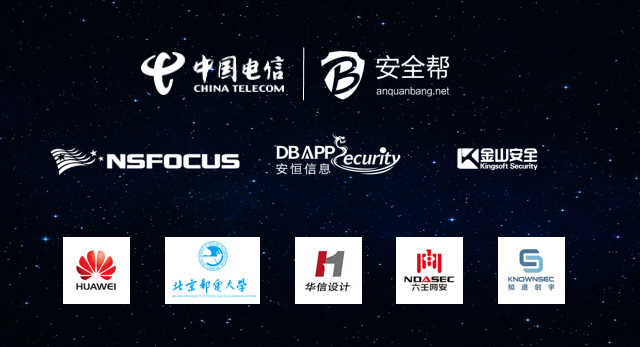 中国电信
CHINA TELECOM
安全帮
anquanbang.net
NSFOCUS
DBAPPSecurity
安恒信息
金山安全
Kingsoft Security
HUAWEI
北京邮电大学
华信设计
NOASEC
六壬网安
KNOWNSEC
知道创宇